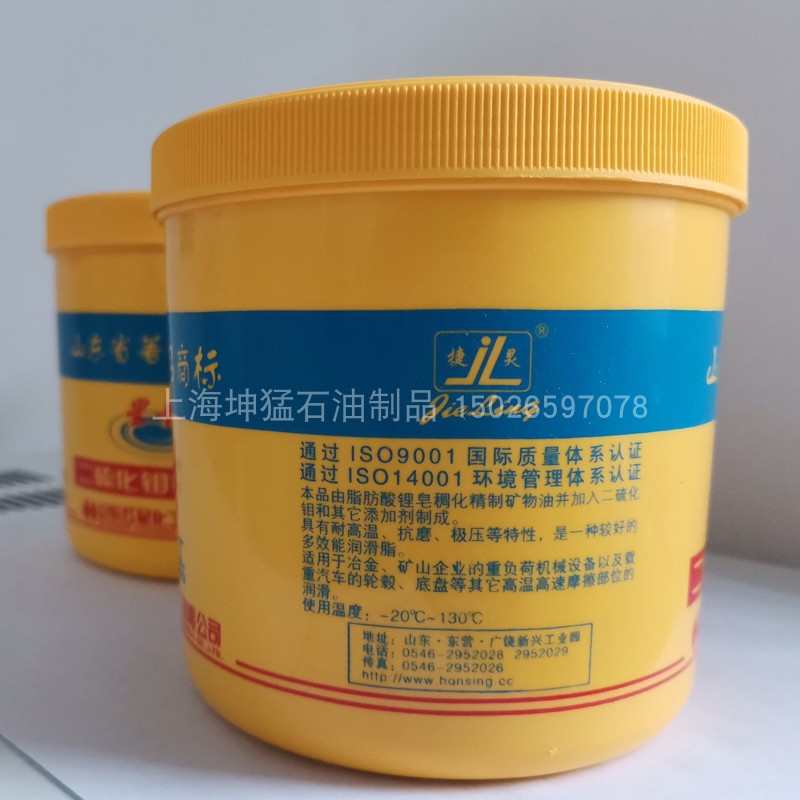 山东省著
商标
捷 JL 灵
®
JieLing
上海坤猛石油制品 15026597078
通过 ISO9001 国际质量体系认证
通过 ISO14001 环境管理体系认证
本品由脂肪酸锂皂稠化精制矿物油并加入二硫化
钼和其它添加剂制成。
具有耐高温、抗磨、极压等特性，是一种较好的
多效能润滑脂。
适用于冶金、矿山企业的重负荷机械设备以及载
重汽车的轮毂、底盘等其它高温高速摩擦部位的
润滑。
使用温度：-20℃~130℃
地址：山东·东营·广饶新兴工业园
电话：0546-2952028 2952029
传真：0546-2952026
http://www.hansing.cc
二硫化钼
公司